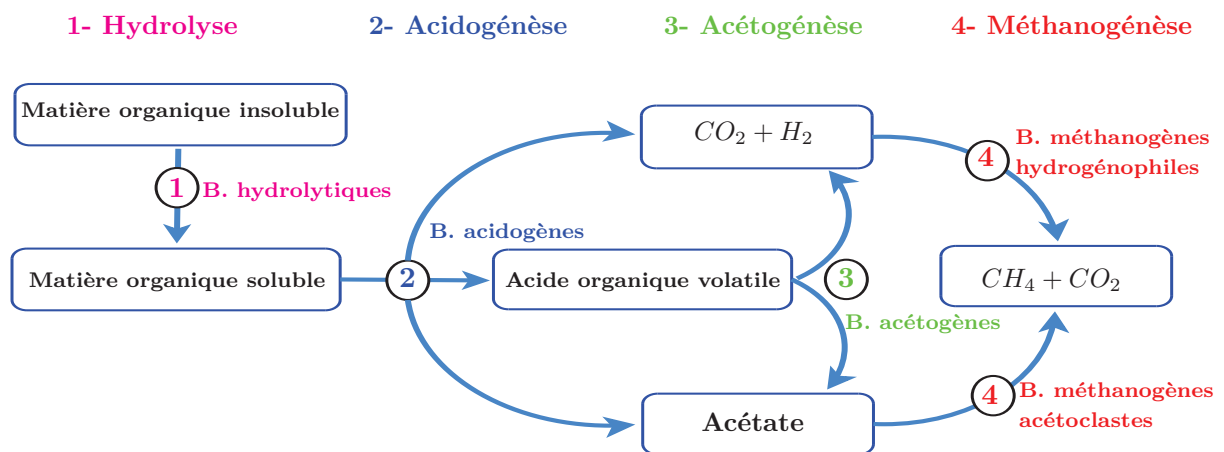 1- Hydrolyse
2- Acidogénèse
3- Acétogénèse
4- Méthanogénèse
Matière organique insoluble
1
B. hydrolytiques
Matière organique soluble
2
B. acidogènes
Acide organique volatile
CO₂ + H₂
3
B. acétogènes
Acétate
4
B. méthanogènes
hydrogénophiles
CH₄ + CO₂
4
B. méthanogènes
acétoclastes